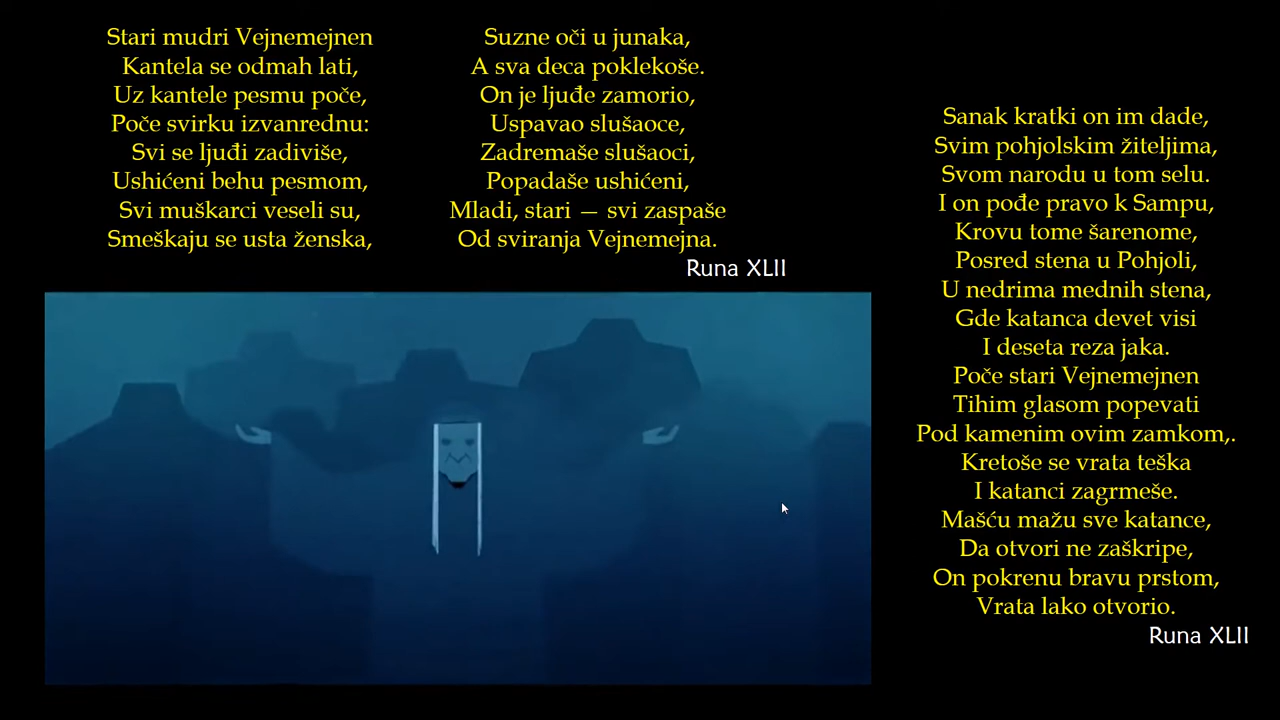 Stari mudri Vejnemejnen
Kantela se odmah lati,
Uz kantele pesmu poče,
Poče svirku izvanrednu:
Svi se ljuđi zadiviše,
Ushićeni behu pesmom,
Svi muškarci veseli su,
Smeškaju se usta ženska,
Suzne oči u junaka,
A sva deca poklekoše.
On je ljuđe zamorio,
Uspavao slušaoce,
Zadremaše slušaoci,
Popadaše ushićeni,
Mladi, stari — svi zaspaše
Od sviranja Vejnemejna.
Runa XLII
Sanak kratki on im dade,
Svim pohjolskim žiteljima,
Svom narodu u tom selu.
I on pođe pravo k Sampu,
Krovu tome šarenome,
Posred stena u Pohjoli,
U nedrima mednih stena,
Gde katanca devet visi
I deseta reza jaka.
Poče stari Vejnemejnen
Tihim glasom popevati
Pod kamenim ovim zamkom,.
Kretoše se vrata teška
I katanci zagrmeše.
Mašću mažu sve katance,
Da otvori ne zaškripe,
On pokrenu bravu prstom,
Vrata lako otvorio.
Runa XLII